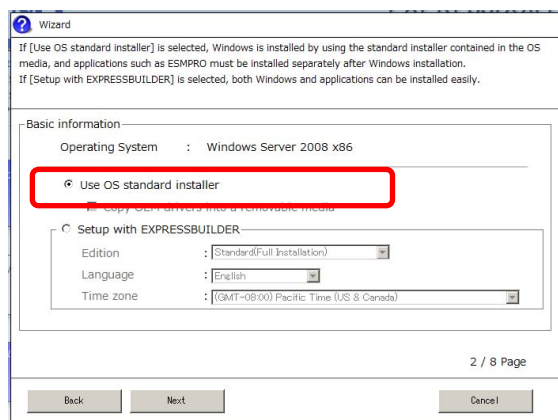 Wizard
If [Use OS standard installer] is selected, Windows is installed by using the standard installer contained in the OS
media, and applications such as ESMPRO must be installed separately after Windows installation.
If [Setup with EXPRESSBUILDER] is selected, both Windows and applications can be installed easily.
Basic information
Operating System : Windows Server 2008 x86
Use OS standard installer
Copy OEM drivers into a removable media
Setup with EXPRESSBUILDER
Edition : Standard(Full Installation)
Language : English
Time zone : (GMT-08:00) Pacific Time (US & Canada)
2 / 8 Page
Back Next Cancel